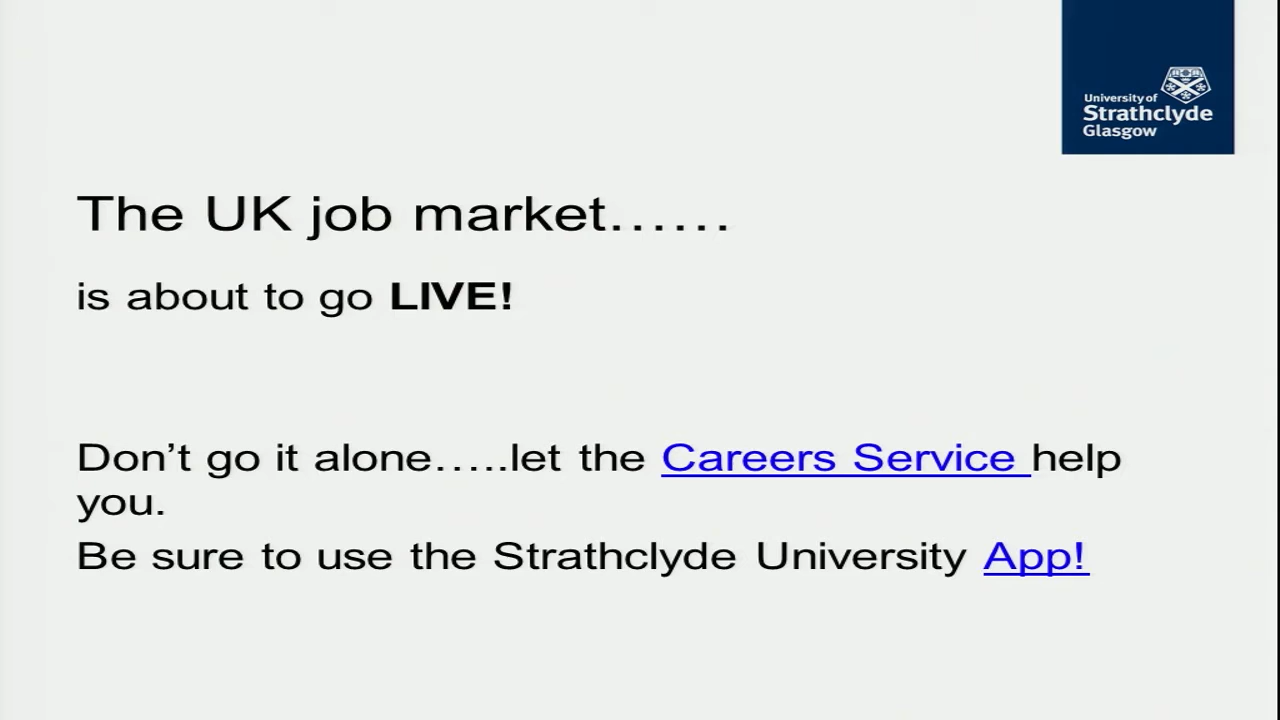 University of
Strathclyde
Glasgow
The UK job market……
is about to go LIVE!
Don’t go it alone…..let the Careers Service help
you.
Be sure to use the Strathclyde University App!